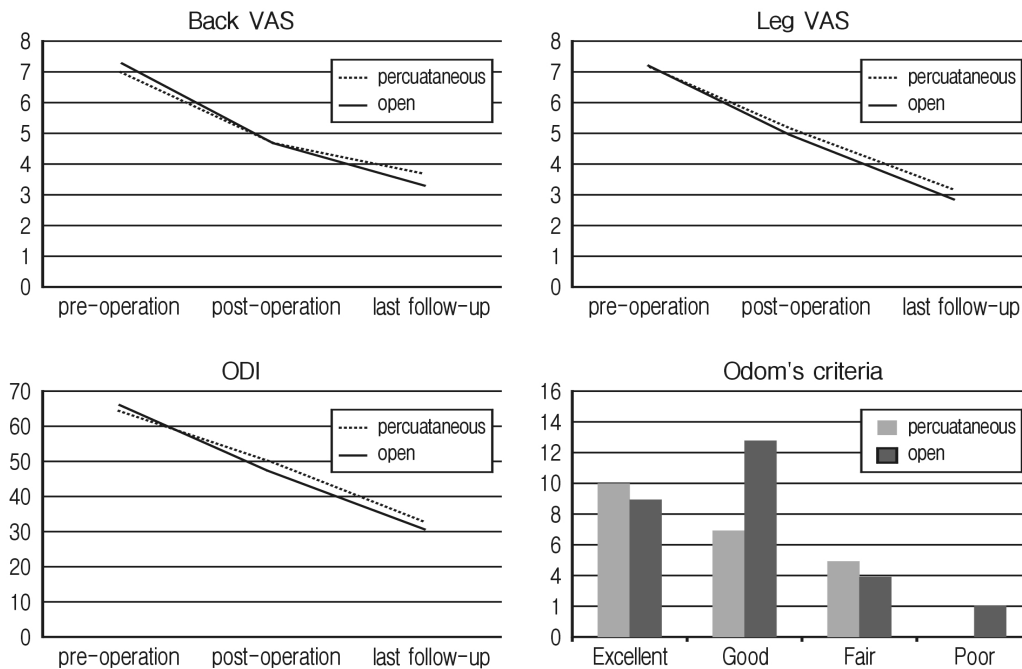 Back VAS
8
7
6
5
4
3
2
1
0
percuataneous
open
pre-operation post-operation last follow-up
Leg VAS
8
7
6
5
4
3
2
1
0
percuataneous
open
pre-operation post-operation last follow-up
ODI
70
60
50
40
30
20
10
0
percuataneous
open
pre-operation post-operation last follow-up
Odom's criteria
16
14
12
10
8
6
4
1
0
percuataneous
open
Excellent Good Fair Poor